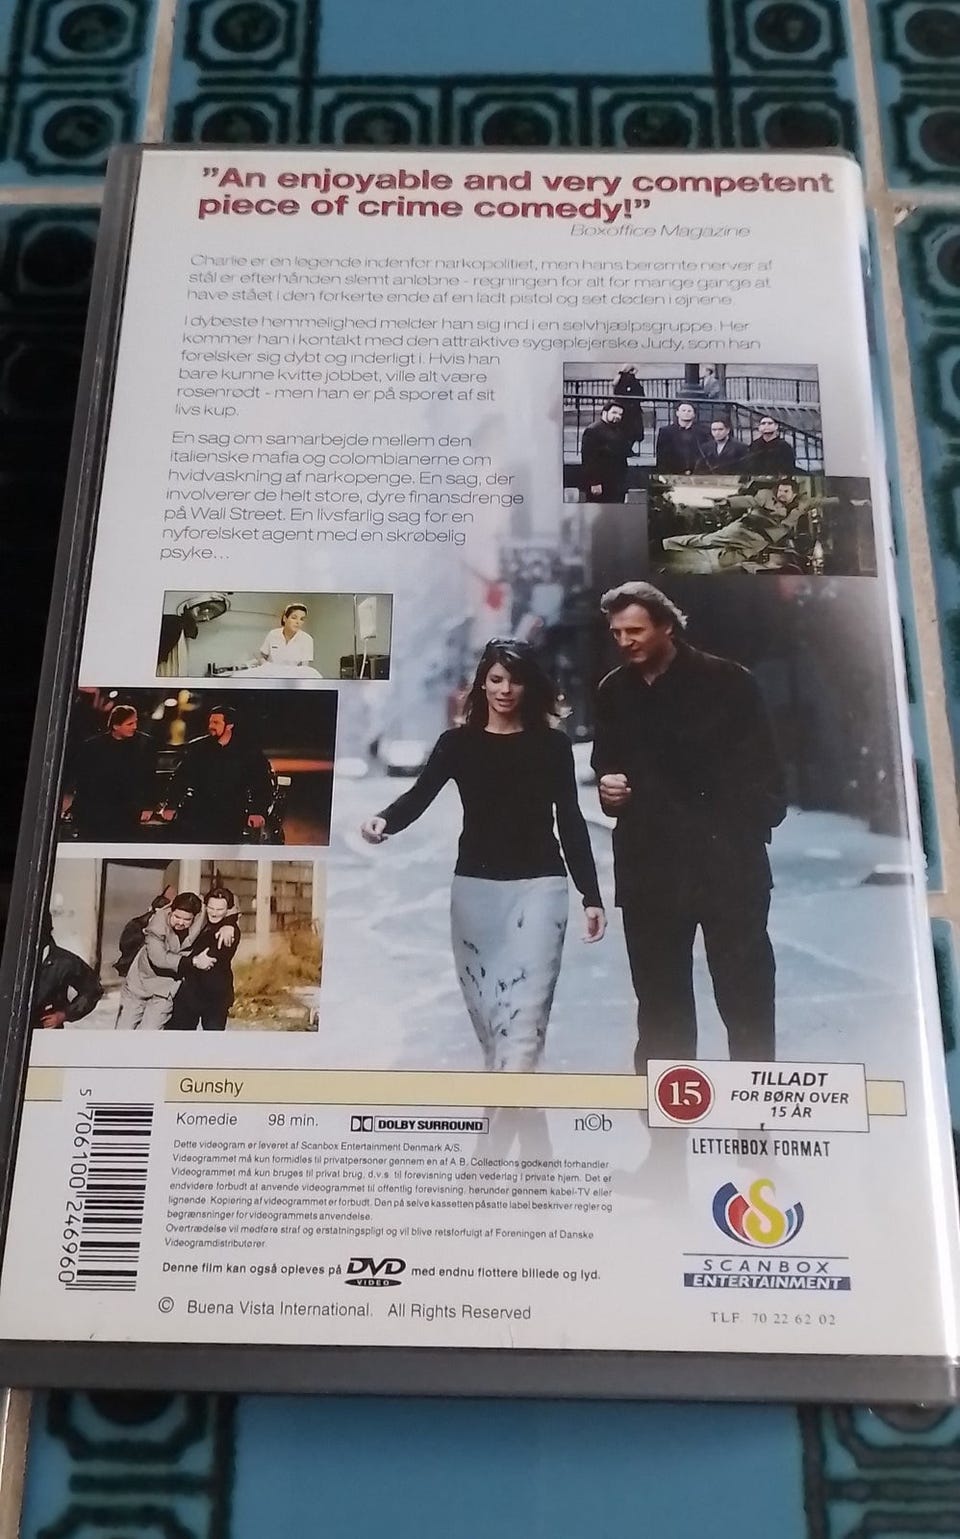 "An enjoyable and very competent
piece of crime comedy!"
Boxoffice Magazine
Charlie er en legende indenfor narkopolitiet, men hans berømte nerver af
stål er efterhånden slemt anløbne - regningen for alt for mange gange at
have stået i den forkerte ende af en ladt pistol og set døden i øjnene.
I dybeste hemmelighed melder han sig ind i en selvhjælpsgruppe. Her
kommer han i kontakt med den attraktive sygeplejerske Judy, som han
forelsker sig dybt og inderligt i. Hvis han
bare kunne kvitte jobbet, ville alt være
rosenrødt - men han er på sporet af sit
livs kup.
En sag om samarbejde mellem den
italienske mafia og colombianerne om
hvidvaskning af narkopenge. En sag, der
involverer de helt store, dyre finansdrenge
på Wall Street. En livsfarlig sag for en
nyforelsket agent med en skrøbelig
psyke...
Gunshy
15
TILLADT
FOR BØRN OVER
15 ÅR
Komedie 98 min. DOLBY SURROUND n©b
LETTERBOX FORMAT
Dette videogram er leveret af Scanbox Entertainment Denmark A/S.
Videogrammet må kun formidles til privatpersoner gennem en af A.B. Collections godkendt forhandler.
Videogrammet må kun bruges til privat brug, d.v.s. til forevisning uden vederlag i private hjem. Det er
endvidere forbudt at anvende videogrammet til offentlig forevisning, herunder gennem kabel-TV eller
lignende. Kopiering af videogrammet er forbudt. Den på selve kassetten påsatte label beskriver regler og
begrænsninger for videogrammets anvendelse.
Overtrædelse vil medføre straf og erstatningspligt og vil blive retsforfulgt af Foreningen af Danske
Videogramdistributører.
Denne film kan også opleves på DVD VIDEO med endnu flottere billede og lyd.
© Buena Vista International. All Rights Reserved
5 706100 246960
SCANBOX
ENTERTAINMENT
TLF. 70 22 62 02